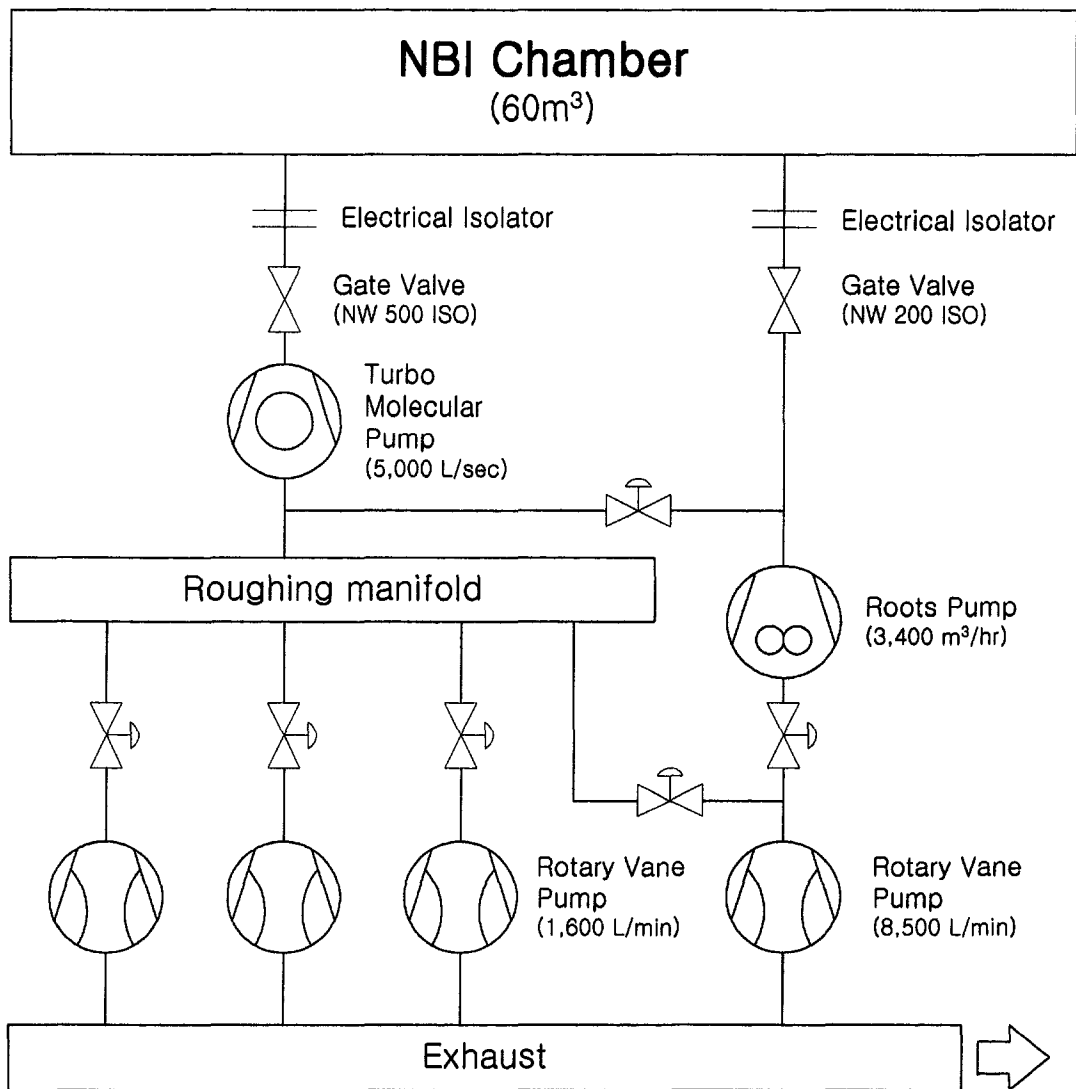 NBI Chamber
(60m³)
Electrical Isolator
Electrical Isolator
Gate Valve
(NW 500 ISO)
Gate Valve
(NW 200 ISO)
Turbo
Molecular
Pump
(5,000 L/sec)
Roughing manifold
Roots Pump
(3,400 m³/hr)
Rotary Vane
Pump
(1,600 L/min)
Rotary Vane
Pump
(8,500 L/min)
Exhaust